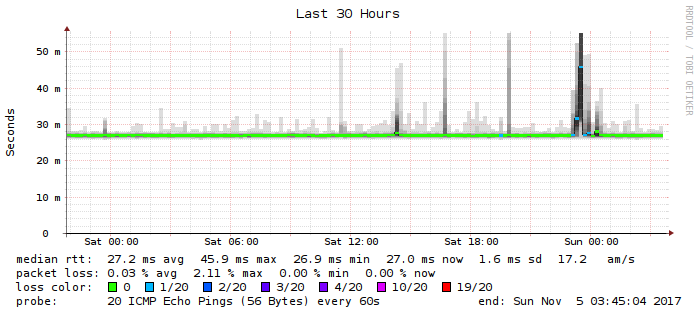 Last 30 Hours
RRDTOOL / TOBI OETIKER
Seconds
50 m
40 m
30 m
20 m
10 m
0
Sat 00:00 Sat 06:00 Sat 12:00 Sat 18:00 Sun 00:00
median rtt: 27.2 ms avg 45.9 ms max 26.9 ms min 27.0 ms now 1.6 ms sd 17.2 am/s
packet loss: 0.03 % avg 2.11 % max 0.00 % min 0.00 % now
loss color: 0 1/20 2/20 3/20 4/20 10/20 19/20
probe: 20 ICMP Echo Pings (56 Bytes) every 60s end: Sun Nov 5 03:45:04 2017